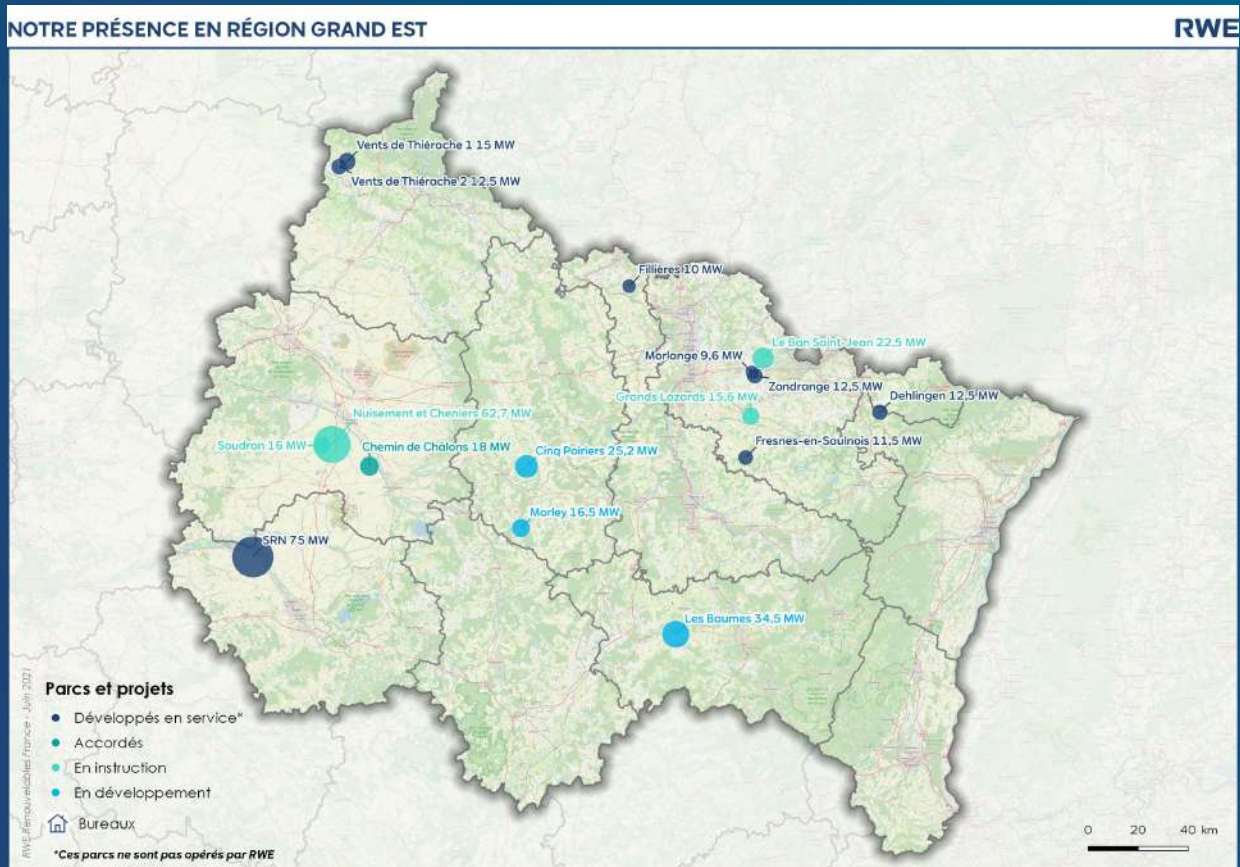 NOTRE PRÉSENCE EN RÉGION GRAND EST
RWE
Vents de Thiérache 1 15 MW
Vents de Thiérache 2 12,5 MW
Fillières 10 MW
Le Ban Saint-Jean 22,5 MW
Morlange 9,6 MW
Zondrange 12,5 MW
Dehlingen 12,5 MW
Grands Lazards 15,6 MW
Nuisement et Cheniers 62,7 MW
Soudron 16 MW
Chemin de Châlons 18 MW
Cinq Poiriers 25,2 MW
Fresnes-en-Saulnois 11,5 MW
Morley 16,5 MW
SRN 75 MW
Les Baumes 34,5 MW
Parcs et projets
Développés en service*
Accordés
En instruction
En développement
Bureaux
*Ces parcs ne sont pas opérés par RWE
RWE Renouvelables France - Juin 2021
0 20 40 km